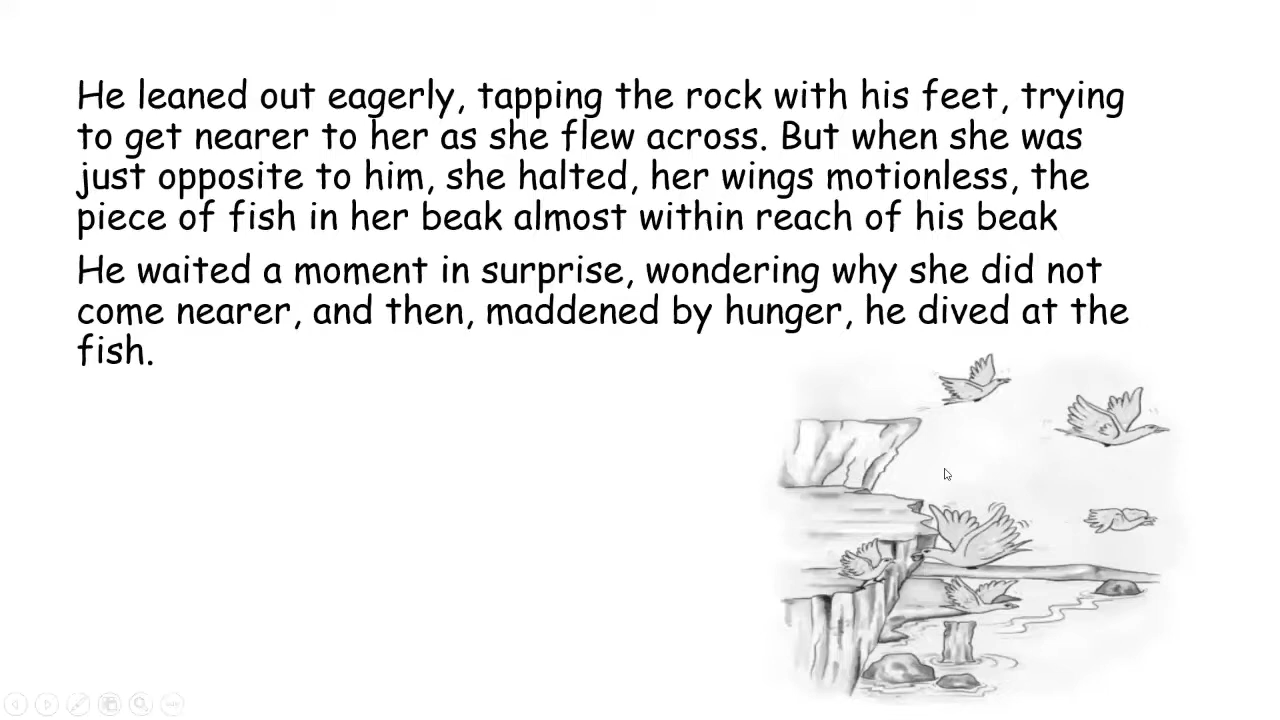 He leaned out eagerly, tapping the rock with his feet, trying
to get nearer to her as she flew across. But when she was
just opposite to him, she halted, her wings motionless, the
piece of fish in her beak almost within reach of his beak
He waited a moment in surprise, wondering why she did not
come nearer, and then, maddened by hunger, he dived at the
fish.